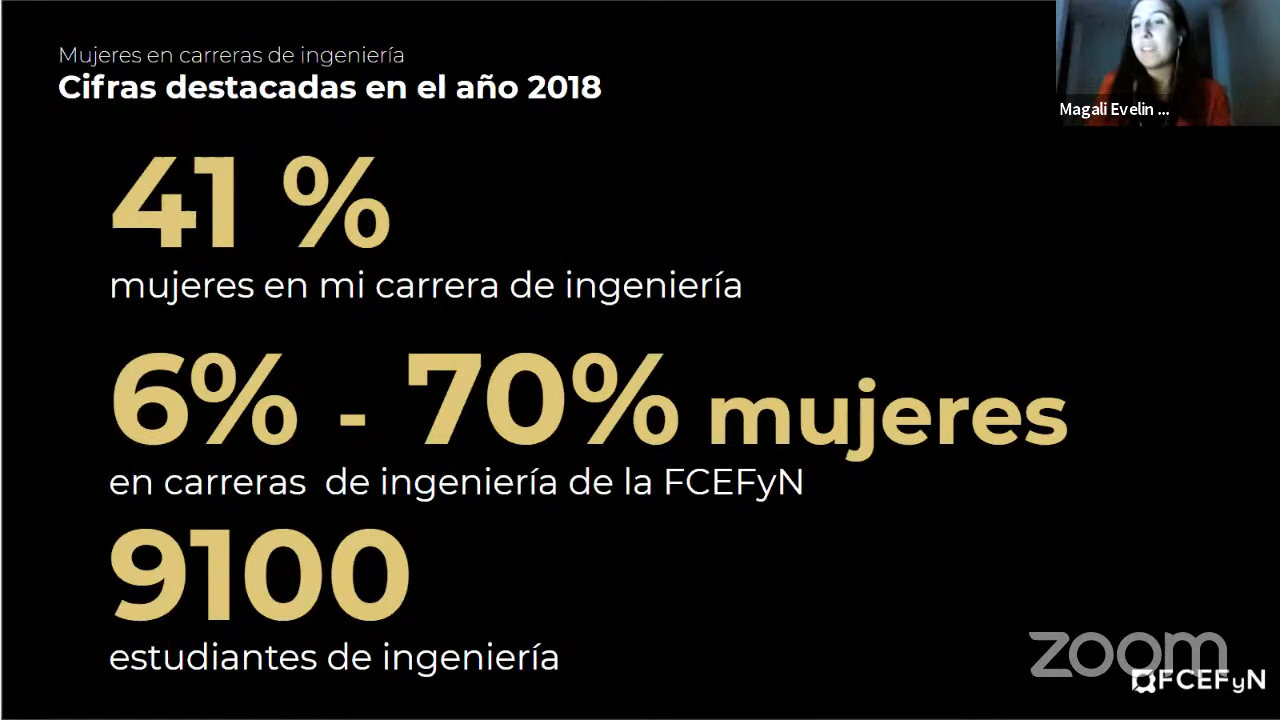 Mujeres en carreras de ingeniería
Cifras destacadas en el año 2018
Magali Evelin ...
41 %
mujeres en mi carrera de ingeniería
6% - 70% mujeres
en carreras de ingeniería de la FCEFyN
9100
estudiantes de ingeniería
zoom
FCEFyN